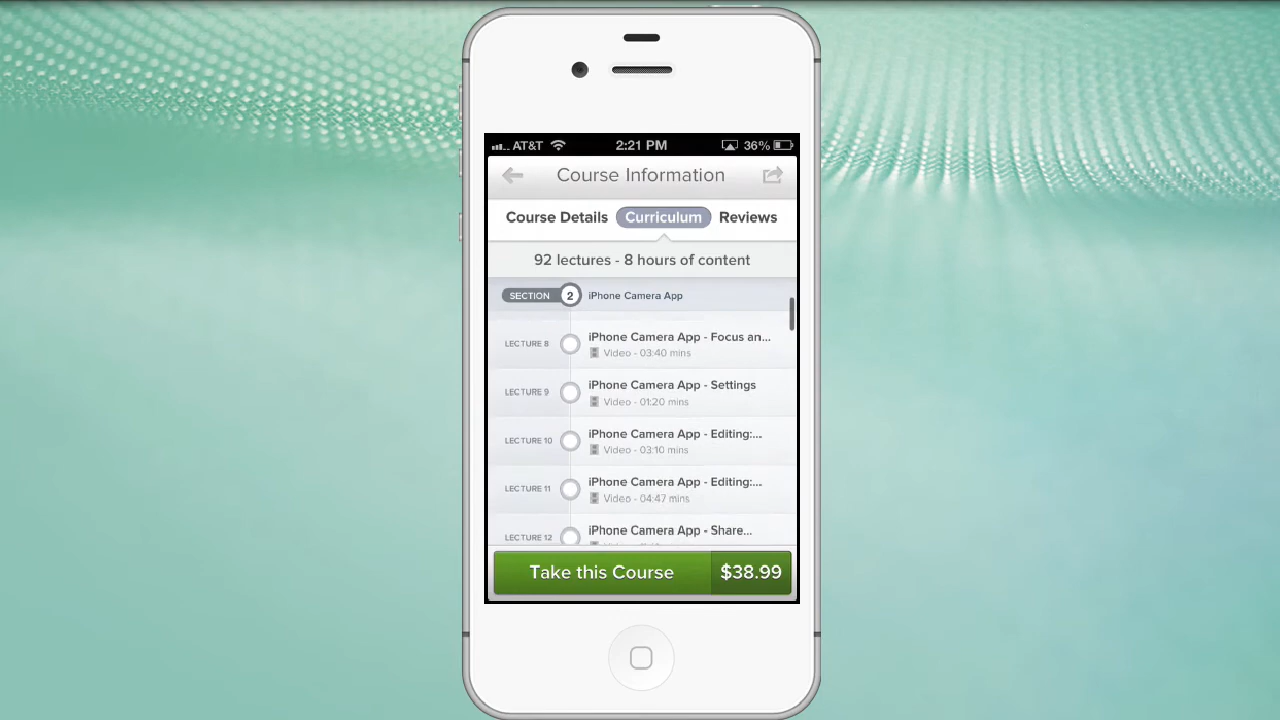 AT&T 2:21 PM 36%
Course Information
Course Details Curriculum Reviews
92 lectures - 8 hours of content
SECTION 2 iPhone Camera App
LECTURE 8 iPhone Camera App - Focus an...
Video - 03:40 mins
LECTURE 9 iPhone Camera App - Settings
Video - 01:20 mins
LECTURE 10 iPhone Camera App - Editing:...
Video - 03:10 mins
LECTURE 11 iPhone Camera App - Editing:...
Video - 04:47 mins
LECTURE 12 iPhone Camera App - Share...
Take this Course $38.99